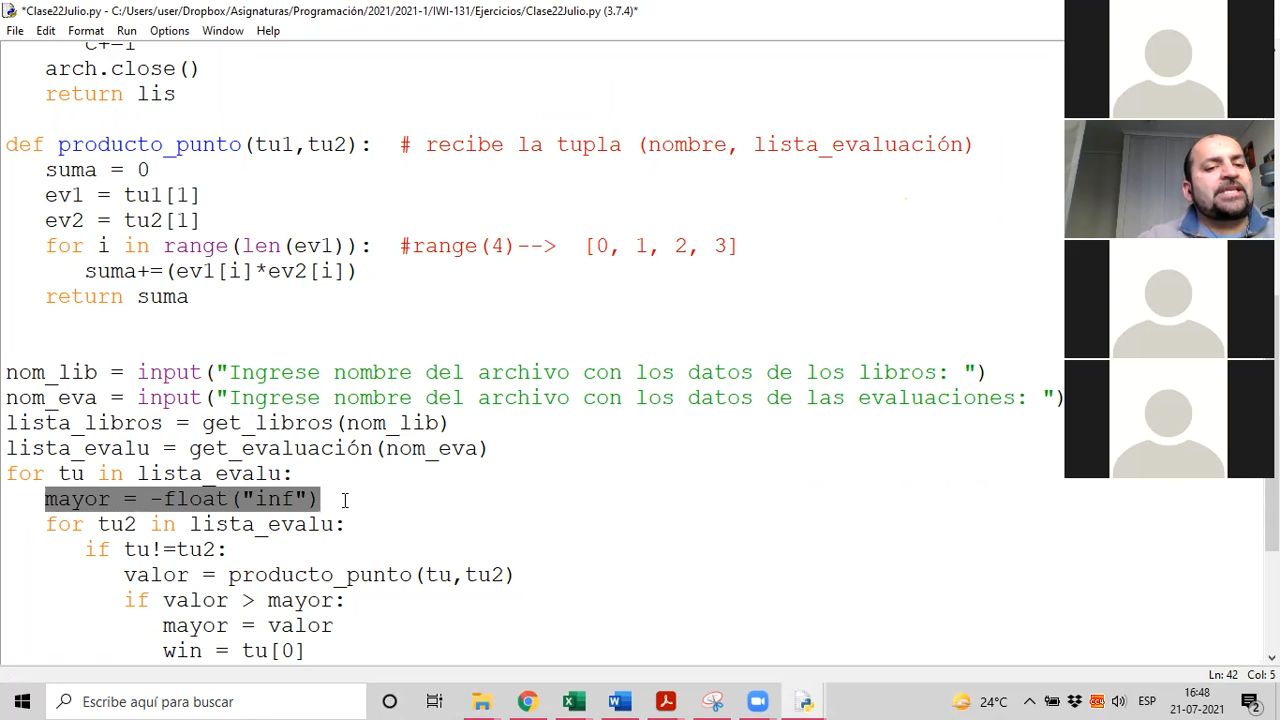 *Clase22Julio.py - C:/Users/user/Dropbox/Asignaturas/Programación/2021/2021-1/IWI-131/Ejercicios/Clase22Julio.py (3.7.4)*
File Edit Format Run Options Window Help
arch.close()
return lis
def producto_punto(tu1,tu2): # recibe la tupla (nombre, lista_evaluación)
suma = 0
ev1 = tu1[1]
ev2 = tu2[1]
for i in range(len(ev1)): #range(4)--> [0, 1, 2, 3]
suma+=(ev1[i]*ev2[i])
return suma
nom_lib = input("Ingrese nombre del archivo con los datos de los libros: ")
nom_eva = input("Ingrese nombre del archivo con los datos de las evaluaciones: ")
lista_libros = get_libros(nom_lib)
lista_evalu = get_evaluación(nom_eva)
for tu in lista_evalu:
mayor = -float("inf")
for tu2 in lista_evalu:
if tu!=tu2:
valor = producto_punto(tu,tu2)
if valor > mayor:
mayor = valor
win = tu[0]
Ln: 42 Col: 5
Escribe aquí para buscar
24°C
ESP
16:48
21-07-2021
2